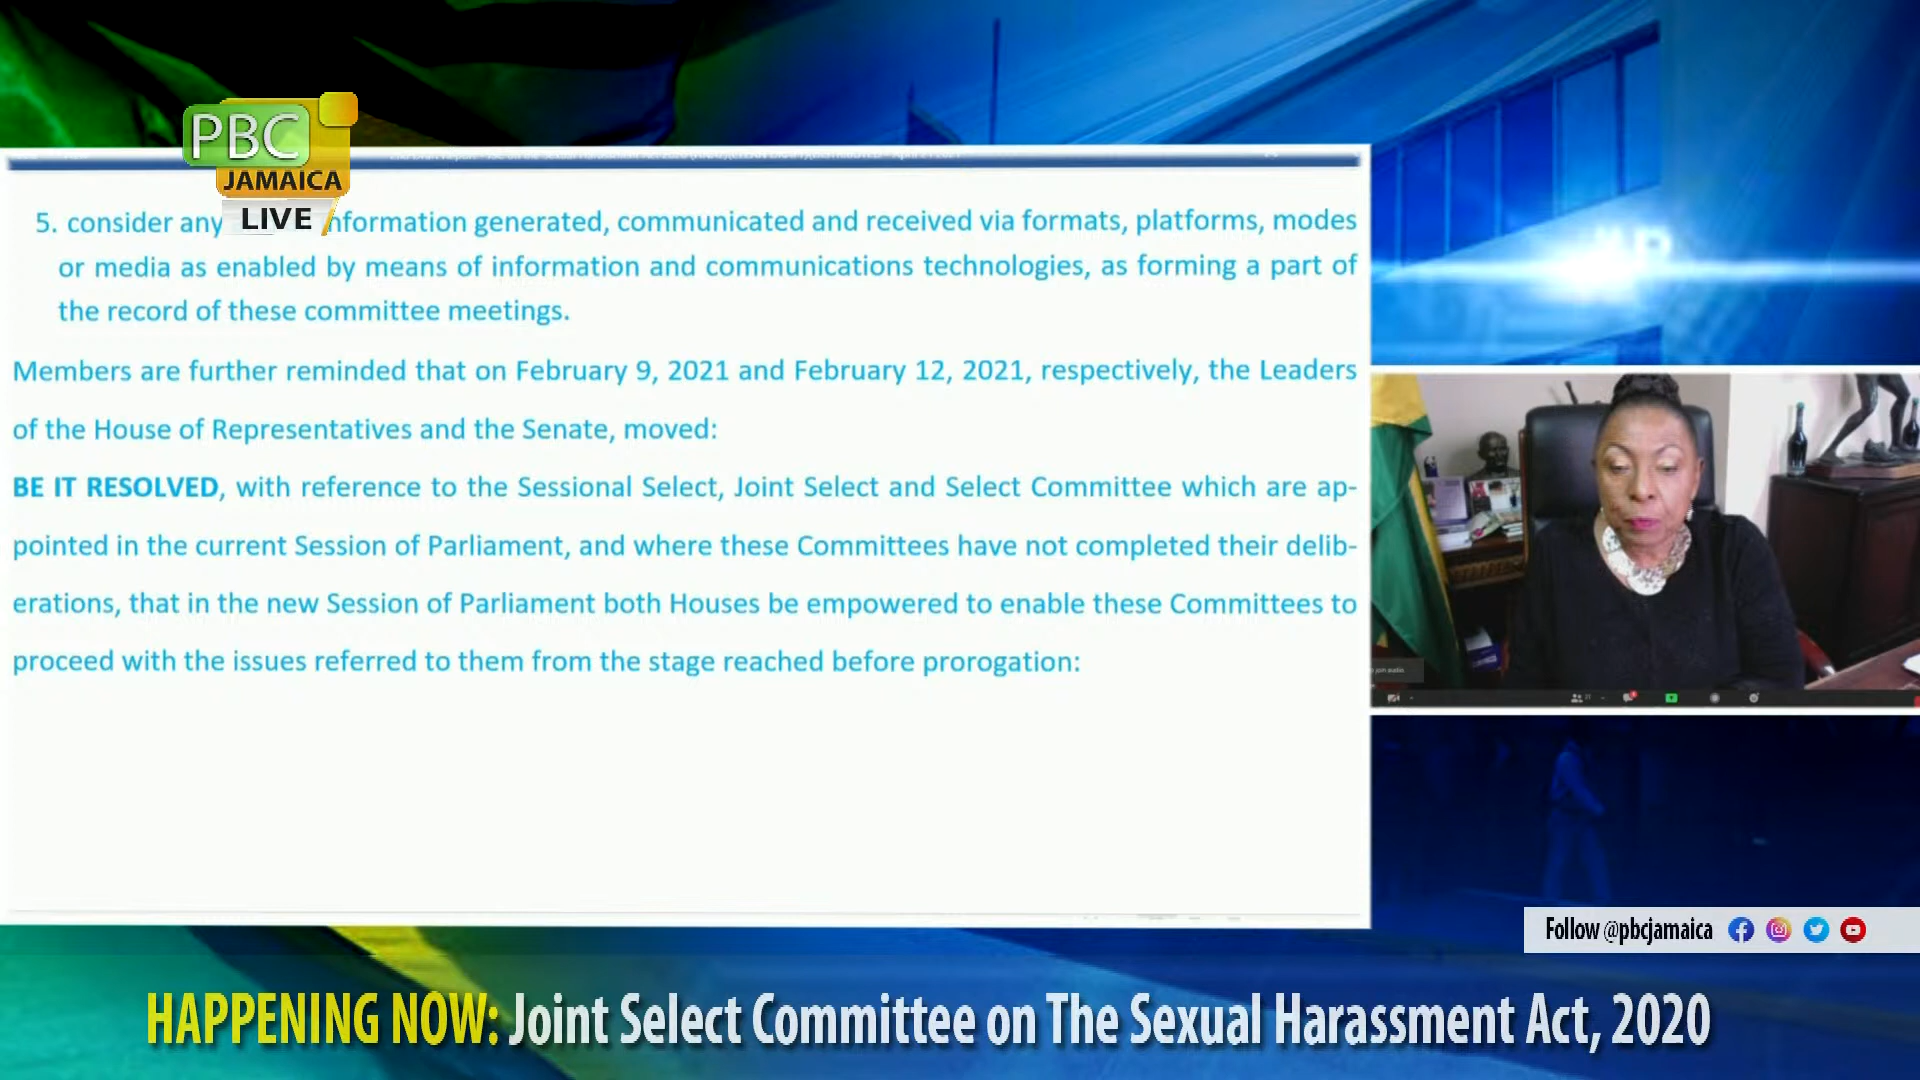 PBC
JAMAICA
LIVE
5. consider any nformation generated, communicated and received via formats, platforms, modes
or media as enabled by means of information and communications technologies, as forming a part of
the record of these committee meetings.
Members are further reminded that on February 9, 2021 and February 12, 2021, respectively, the Leaders
of the House of Representatives and the Senate, moved:
BE IT RESOLVED, with reference to the Sessional Select, Joint Select and Select Committee which are ap-
pointed in the current Session of Parliament, and where these Committees have not completed their delib-
erations, that in the new Session of Parliament both Houses be empowered to enable these Committees to
proceed with the issues referred to them from the stage reached before prorogation:
Follow @pbcjamaica
HAPPENING NOW: Joint Select Committee on The Sexual Harassment Act, 2020